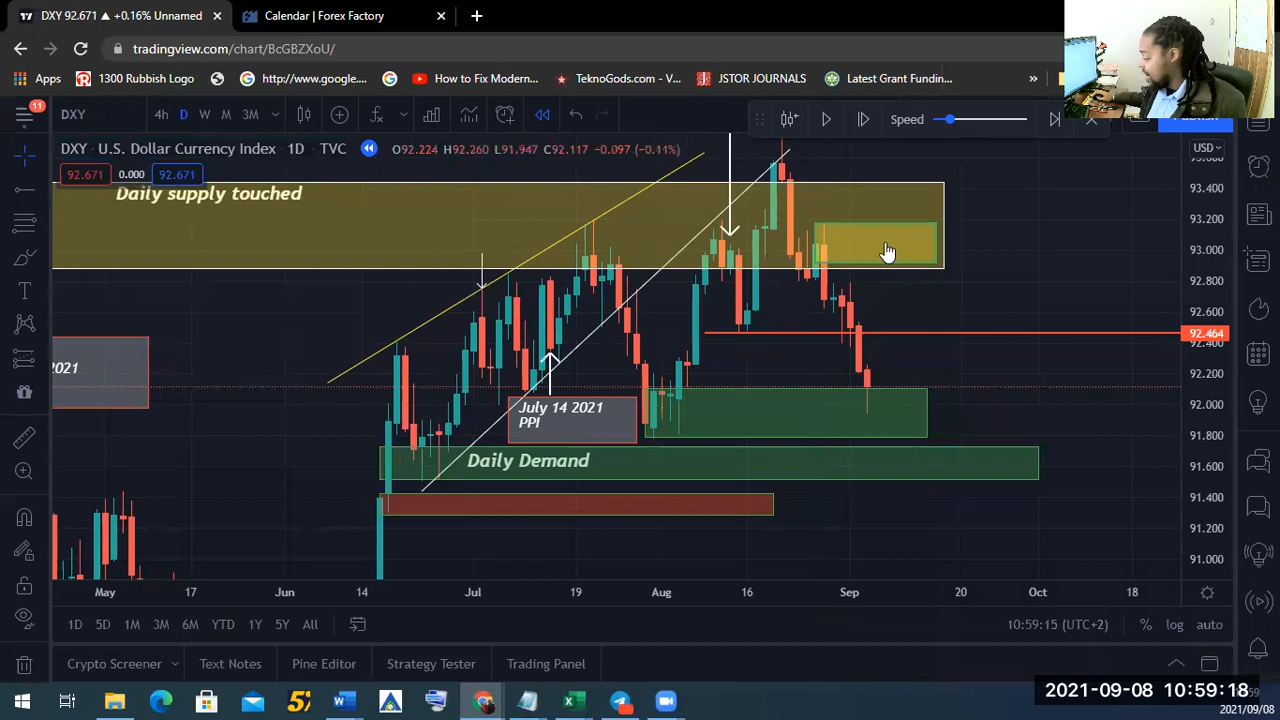 DXY 92.671 ▲ +0.16% Unnamed
Calendar | Forex Factory
tradingview.com/chart/BcGBZXoU/
Apps
1300 Rubbish Logo
http://www.google....
How to Fix Modern...
TeknoGods.com - V...
JSTOR JOURNALS
Latest Grant Fundin...
»
11
DXY
4h D W M 3M
Speed
Publish
DXY · U.S. Dollar Currency Index · 1D · TVC
O92.224 H92.260 L91.947 C92.117 -0.097 (-0.11%)
USD
92.671 0.000 92.671
93.600
Daily supply touched
93.400
93.200
93.000
92.800
92.600
92.464
92.400
2021
92.200
July 14 2021
PPI
92.000
91.800
Daily Demand
91.600
91.400
91.200
91.000
May 17 Jun 14 Jul 19 Aug 16 Sep 20 Oct 18
1D 5D 1M 3M 6M YTD 1Y 5Y All
10:59:15 (UTC+2)
% log auto
Crypto Screener
Text Notes
Pine Editor
Strategy Tester
Trading Panel
2021-09-08 10:59:18
2021/09/08